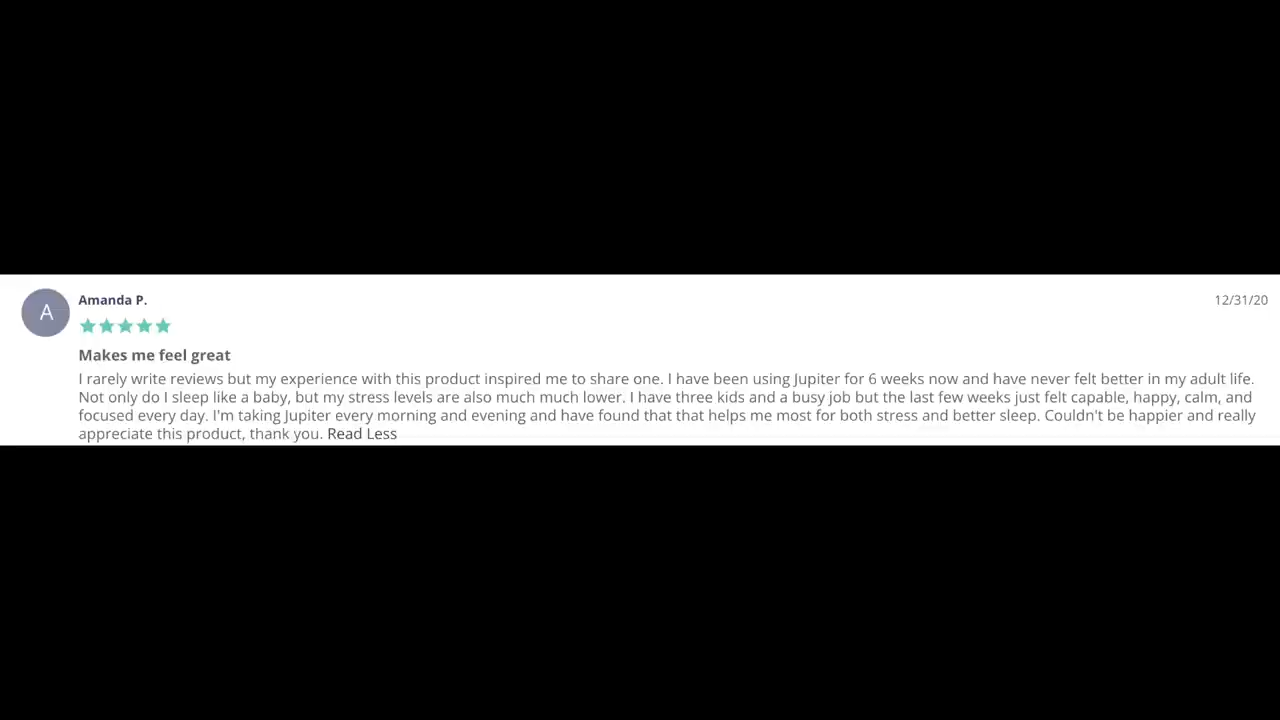 A
Amanda P.
12/31/20
Makes me feel great
I rarely write reviews but my experience with this product inspired me to share one. I have been using Jupiter for 6 weeks now and have never felt better in my adult life.
Not only do I sleep like a baby, but my stress levels are also much much lower. I have three kids and a busy job but the last few weeks just felt capable, happy, calm, and
focused every day. I'm taking Jupiter every morning and evening and have found that that helps me most for both stress and better sleep. Couldn't be happier and really
appreciate this product, thank you. Read Less